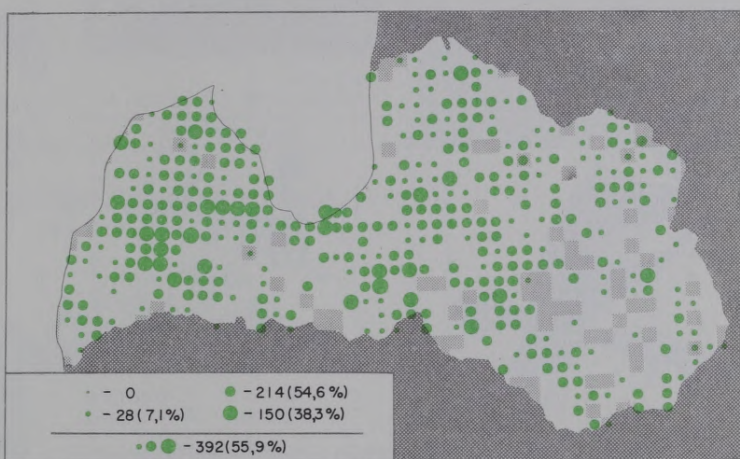 - 0
- 214 (54,6%)
- 28 (7,1%)
- 150 (38,3%)
- 392 (55,9%)